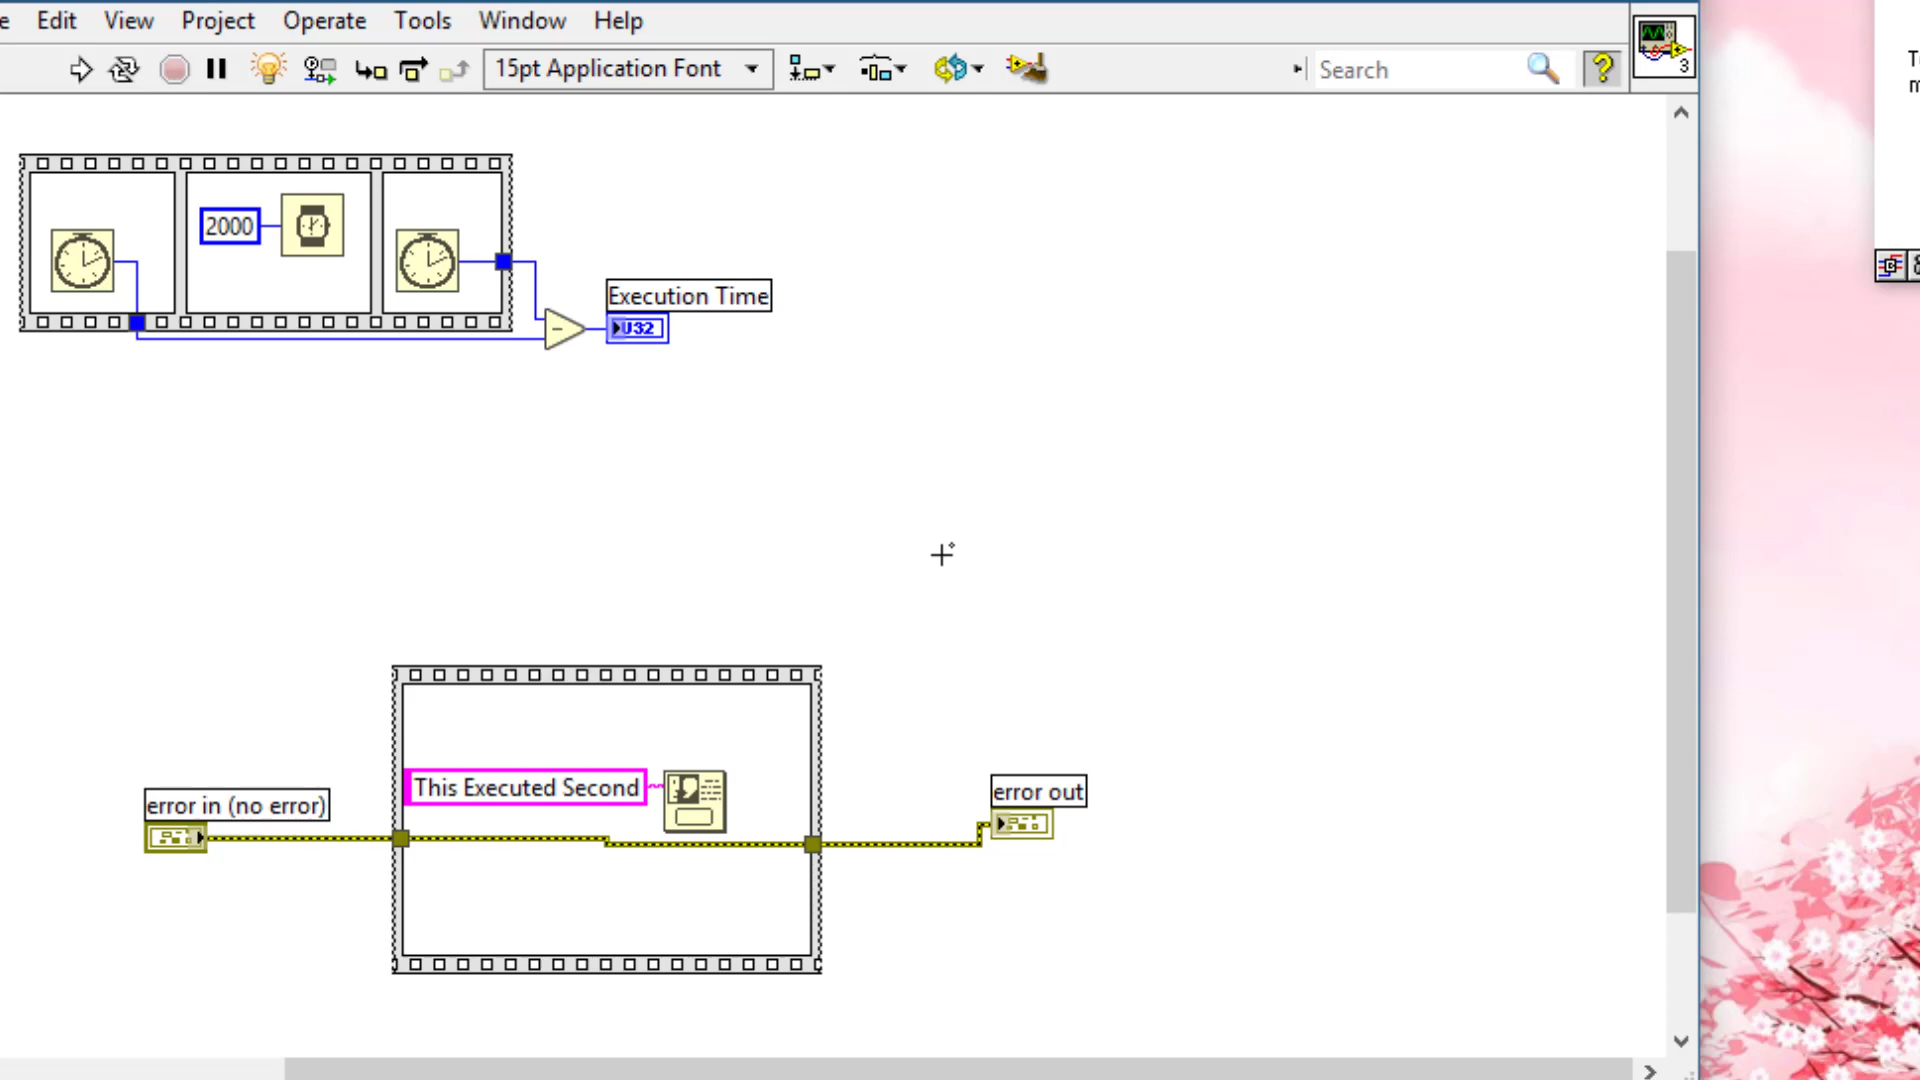 Edit View Project Operate Tools Window Help
15pt Application Font
Search
3
2000
Execution Time
U32
This Executed Second
error in (no error)
error out